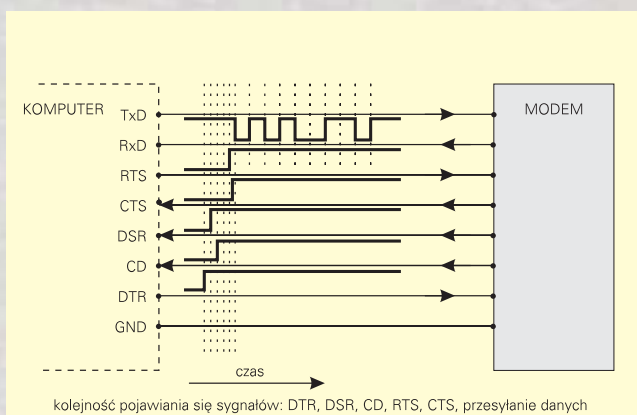 KOMPUTER
MODEM
TxD
RxD
RTS
CTS
DSR
CD
DTR
GND
czas
kolejność pojawiania się sygnałów: DTR, DSR, CD, RTS, CTS, przesyłanie danych